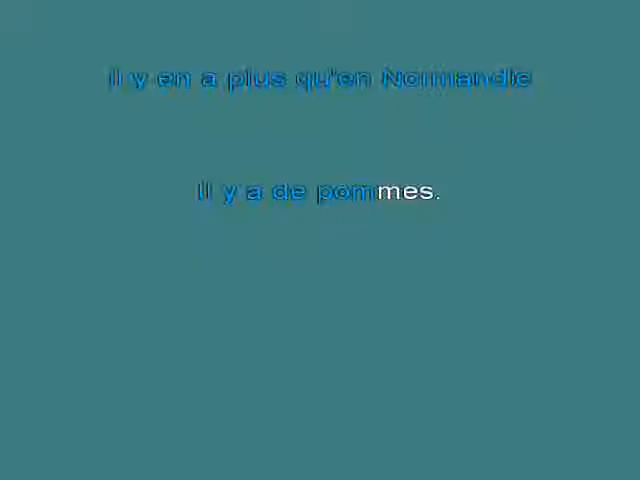 Il y en a plus qu'en Normandie
Il y a de pommes.